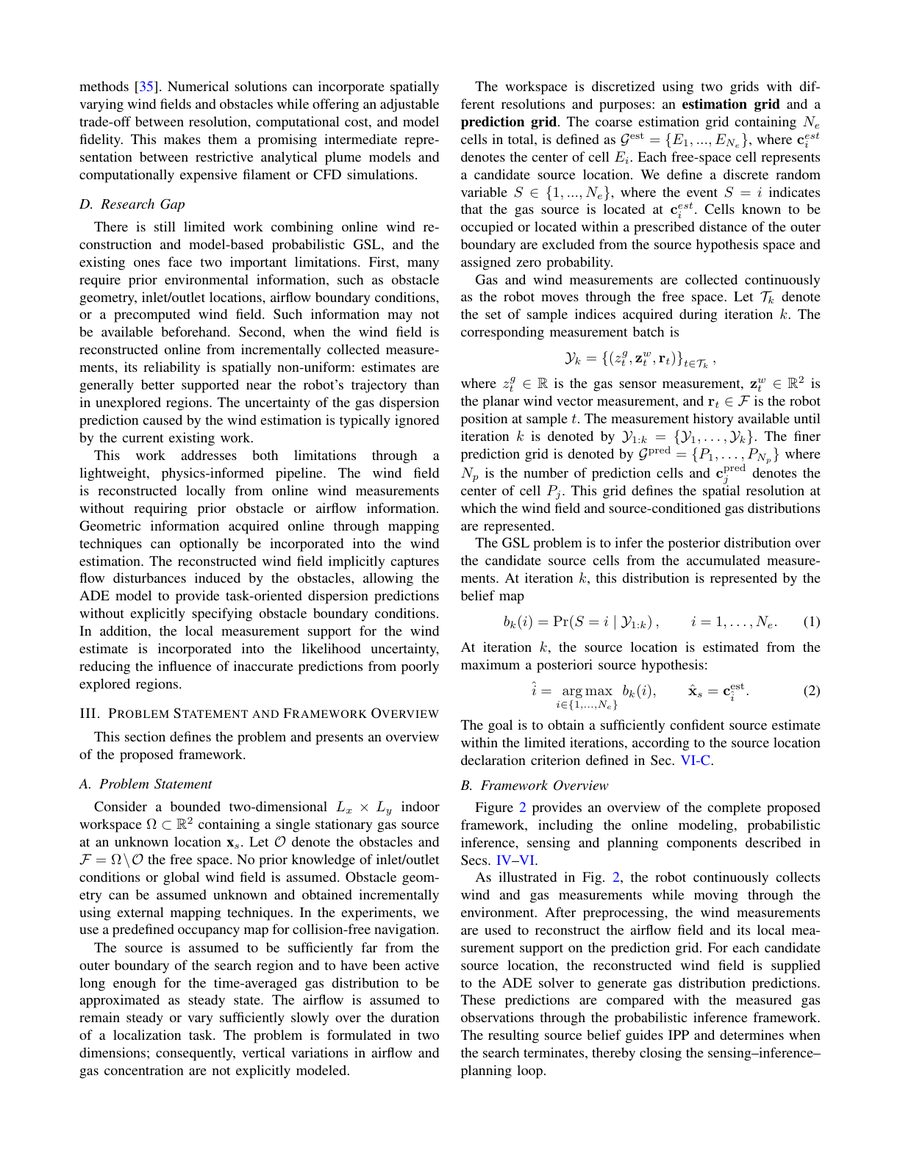 methods [35]. Numerical solutions can incorporate spatially
varying wind fields and obstacles while offering an adjustable
trade-off between resolution, computational cost, and model
fidelity. This makes them a promising intermediate repre-
sentation between restrictive analytical plume models and
computationally expensive filament or CFD simulations.
D. Research Gap
There is still limited work combining online wind re-
construction and model-based probabilistic GSL, and the
existing ones face two important limitations. First, many
require prior environmental information, such as obstacle
geometry, inlet/outlet locations, airflow boundary conditions,
or a precomputed wind field. Such information may not
be available beforehand. Second, when the wind field is
reconstructed online from incrementally collected measure-
ments, its reliability is spatially non-uniform: estimates are
generally better supported near the robot's trajectory than
in unexplored regions. The uncertainty of the gas dispersion
prediction caused by the wind estimation is typically ignored
by the current existing work.
This work addresses both limitations through a
lightweight, physics-informed pipeline. The wind field
is reconstructed locally from online wind measurements
without requiring prior obstacle or airflow information.
Geometric information acquired online through mapping
techniques can optionally be incorporated into the wind
estimation. The reconstructed wind field implicitly captures
flow disturbances induced by the obstacles, allowing the
ADE model to provide task-oriented dispersion predictions
without explicitly specifying obstacle boundary conditions.
In addition, the local measurement support for the wind
estimate is incorporated into the likelihood uncertainty,
reducing the influence of inaccurate predictions from poorly
explored regions.
III. PROBLEM STATEMENT AND FRAMEWORK OVERVIEW
This section defines the problem and presents an overview
of the proposed framework.
A. Problem Statement
Consider a bounded two-dimensional L_x × L_y indoor
workspace Ω ⊂ ℝ² containing a single stationary gas source
at an unknown location x_s. Let 𝒪 denote the obstacles and
ℱ = Ω\𝒪 the free space. No prior knowledge of inlet/outlet
conditions or global wind field is assumed. Obstacle geom-
etry can be assumed unknown and obtained incrementally
using external mapping techniques. In the experiments, we
use a predefined occupancy map for collision-free navigation.
The source is assumed to be sufficiently far from the
outer boundary of the search region and to have been active
long enough for the time-averaged gas distribution to be
approximated as steady state. The airflow is assumed to
remain steady or vary sufficiently slowly over the duration
of a localization task. The problem is formulated in two
dimensions; consequently, vertical variations in airflow and
gas concentration are not explicitly modeled.
The workspace is discretized using two grids with dif-
ferent resolutions and purposes: an estimation grid and a
prediction grid. The coarse estimation grid containing N_e
cells in total, is defined as 𝒢^est = {E_1, ..., E_{N_e}}, where c_i^est
denotes the center of cell E_i. Each free-space cell represents
a candidate source location. We define a discrete random
variable S ∈ {1, ..., N_e}, where the event S = i indicates
that the gas source is located at c_i^est. Cells known to be
occupied or located within a prescribed distance of the outer
boundary are excluded from the source hypothesis space and
assigned zero probability.
Gas and wind measurements are collected continuously
as the robot moves through the free space. Let 𝒯_k denote
the set of sample indices acquired during iteration k. The
corresponding measurement batch is
𝒴_k = {(z_t^g, z_t^w, r_t)}_{t∈𝒯_k} ,
where z_t^g ∈ ℝ is the gas sensor measurement, z_t^w ∈ ℝ² is
the planar wind vector measurement, and r_t ∈ ℱ is the robot
position at sample t. The measurement history available until
iteration k is denoted by 𝒴_{1:k} = {𝒴_1, . . . , 𝒴_k}. The finer
prediction grid is denoted by 𝒢^pred = {P_1, . . . , P_{N_p}} where
N_p is the number of prediction cells and c_j^pred denotes the
center of cell P_j. This grid defines the spatial resolution at
which the wind field and source-conditioned gas distributions
are represented.
The GSL problem is to infer the posterior distribution over
the candidate source cells from the accumulated measure-
ments. At iteration k, this distribution is represented by the
belief map
b_k(i) = Pr(S = i | 𝒴_{1:k}) , i = 1, . . . , N_e. (1)
At iteration k, the source location is estimated from the
maximum a posteriori source hypothesis:
î = arg max_{i∈{1,...,N_e}} b_k(i), x̂_s = c_î^est. (2)
The goal is to obtain a sufficiently confident source estimate
within the limited iterations, according to the source location
declaration criterion defined in Sec. VI-C.
B. Framework Overview
Figure 2 provides an overview of the complete proposed
framework, including the online modeling, probabilistic
inference, sensing and planning components described in
Secs. IV–VI.
As illustrated in Fig. 2, the robot continuously collects
wind and gas measurements while moving through the
environment. After preprocessing, the wind measurements
are used to reconstruct the airflow field and its local mea-
surement support on the prediction grid. For each candidate
source location, the reconstructed wind field is supplied
to the ADE solver to generate gas distribution predictions.
These predictions are compared with the measured gas
observations through the probabilistic inference framework.
The resulting source belief guides IPP and determines when
the search terminates, thereby closing the sensing–inference–
planning loop.